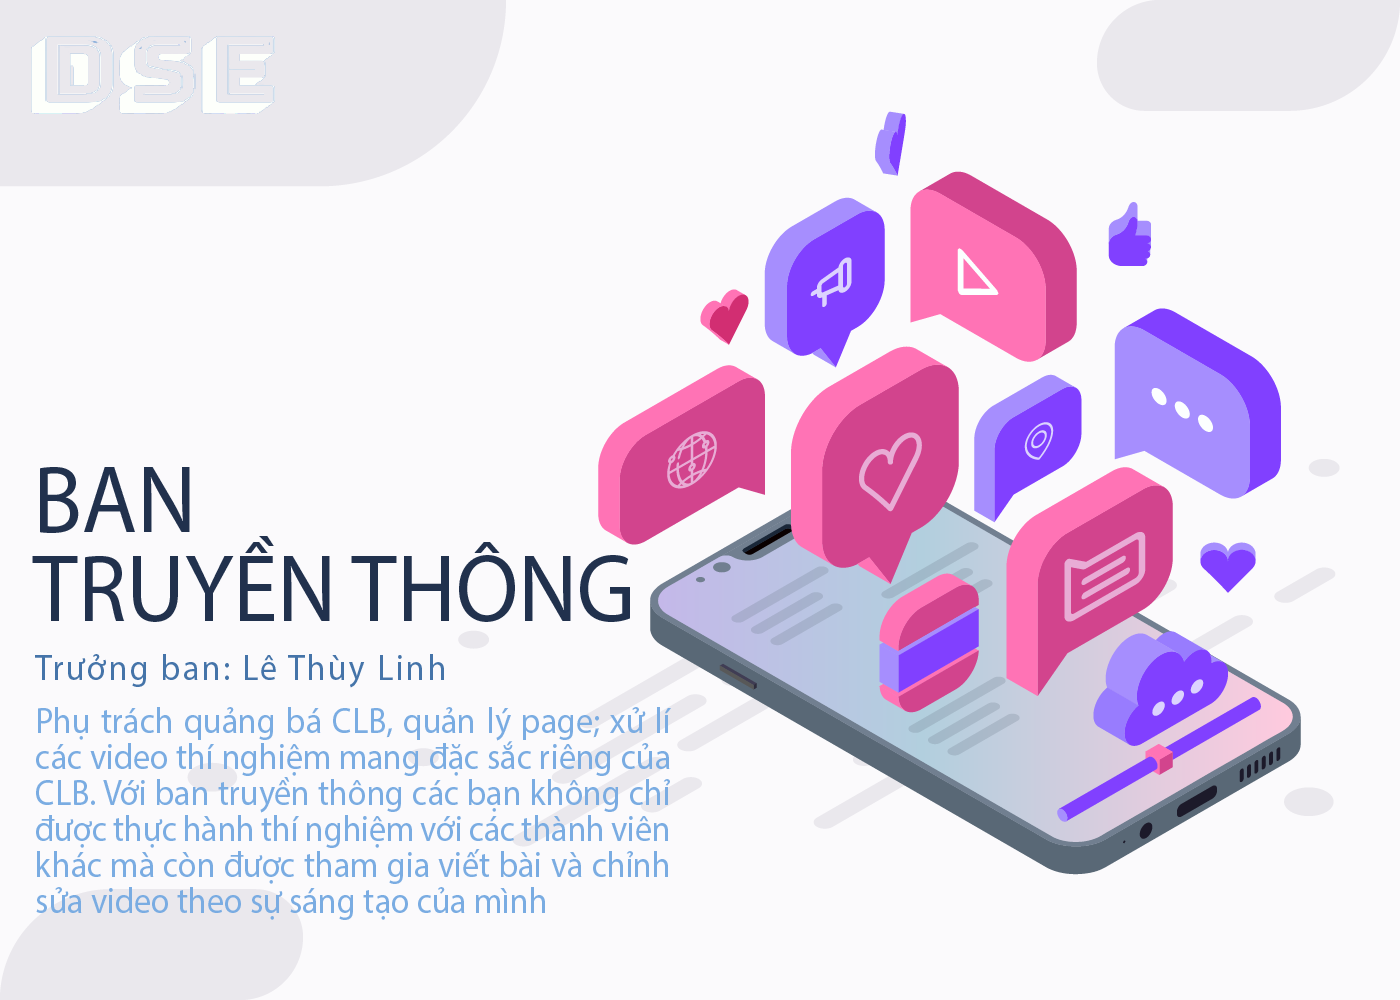 DSE
BAN
TRUYỀN THÔNG
Trưởng ban: Lê Thùy Linh
Phụ trách quảng bá CLB, quản lý page; xử lí
các video thí nghiệm mang đặc sắc riêng của
CLB. Với ban truyền thông các bạn không chỉ
được thực hành thí nghiệm với các thành viên
khác mà còn được tham gia viết bài và chỉnh
sửa video theo sự sáng tạo của mình